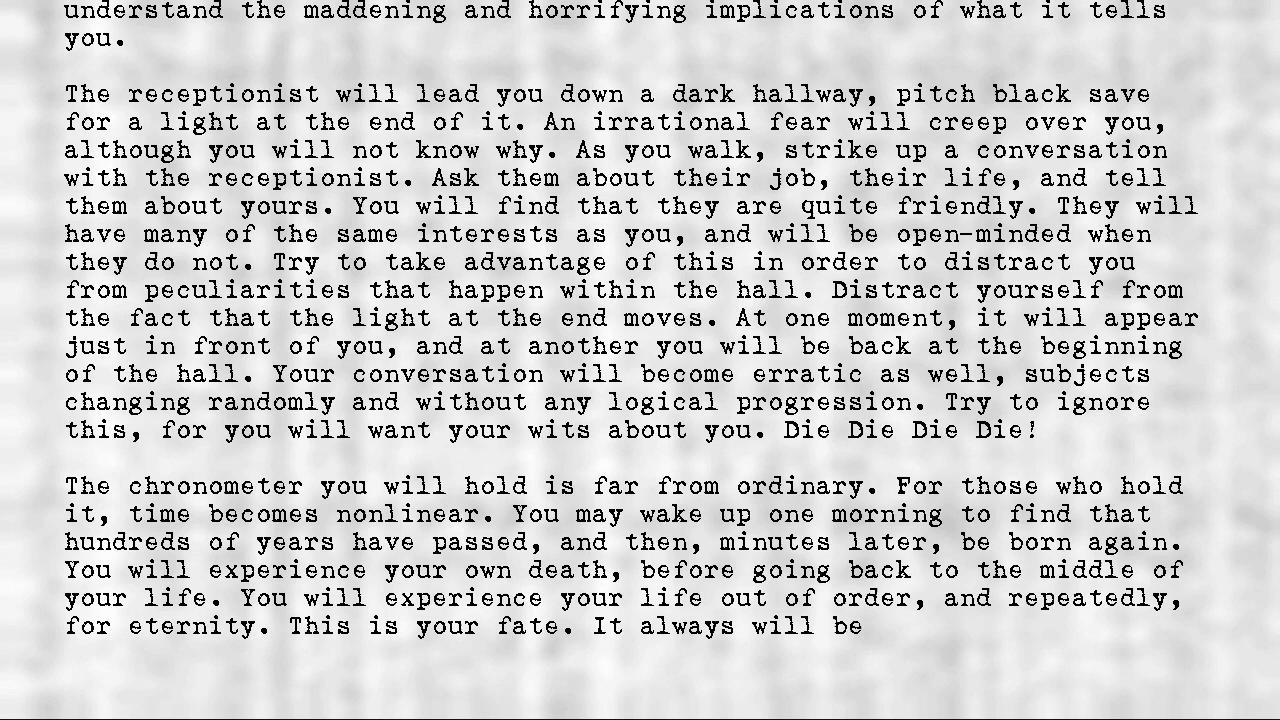 understand the maddening and horrifying implications of what it tells
you.
The receptionist will lead you down a dark hallway, pitch black save
for a light at the end of it. An irrational fear will creep over you,
although you will not know why. As you walk, strike up a conversation
with the receptionist. Ask them about their job, their life, and tell
them about yours. You will find that they are quite friendly. They will
have many of the same interests as you, and will be open-minded when
they do not. Try to take advantage of this in order to distract you
from peculiarities that happen within the hall. Distract yourself from
the fact that the light at the end moves. At one moment, it will appear
just in front of you, and at another you will be back at the beginning
of the hall. Your conversation will become erratic as well, subjects
changing randomly and without any logical progression. Try to ignore
this, for you will want your wits about you. Die Die Die Die!
The chronometer you will hold is far from ordinary. For those who hold
it, time becomes nonlinear. You may wake up one morning to find that
hundreds of years have passed, and then, minutes later, be born again.
You will experience your own death, before going back to the middle of
your life. You will experience your life out of order, and repeatedly,
for eternity. This is your fate. It always will be